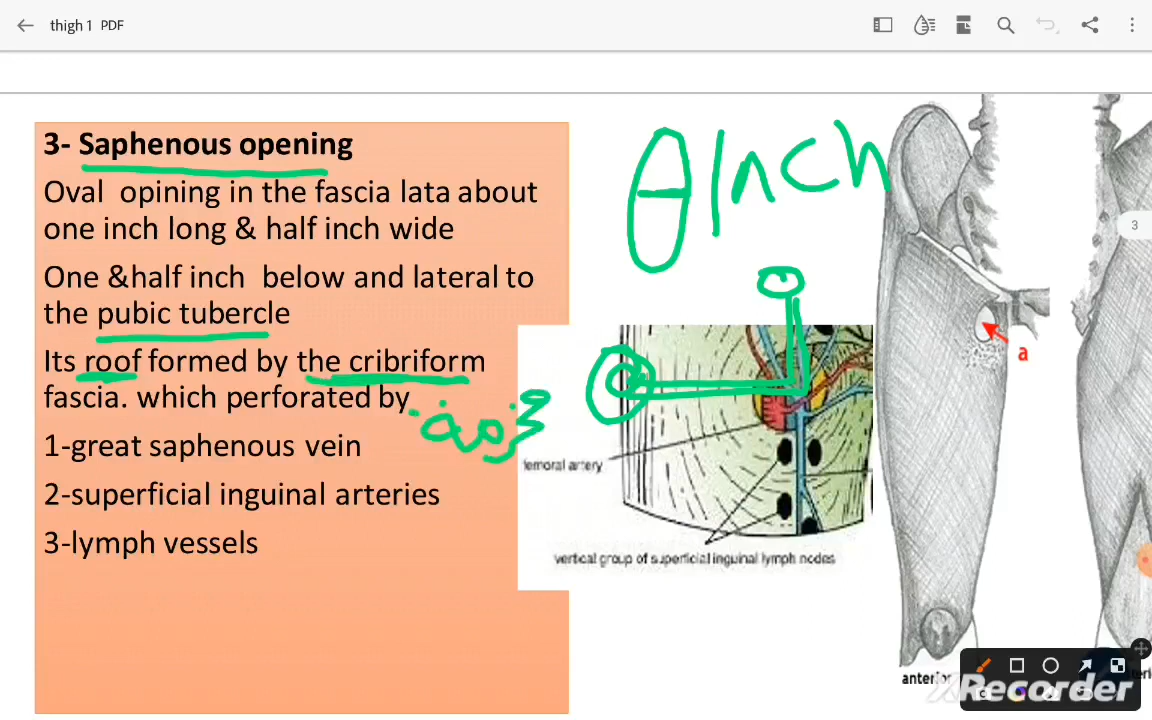 thigh 1 PDF
3- Saphenous opening
Oval opining in the fascia lata about
one inch long & half inch wide
One &half inch below and lateral to
the pubic tubercle
Its roof formed by the cribriform
fascia. which perforated by
1-great saphenous vein
2-superficial inguinal arteries
3-lymph vessels
Inch
femoral artery
vertical group of superficial inguinal lymph nodes
a
3
anterior
XRecorder